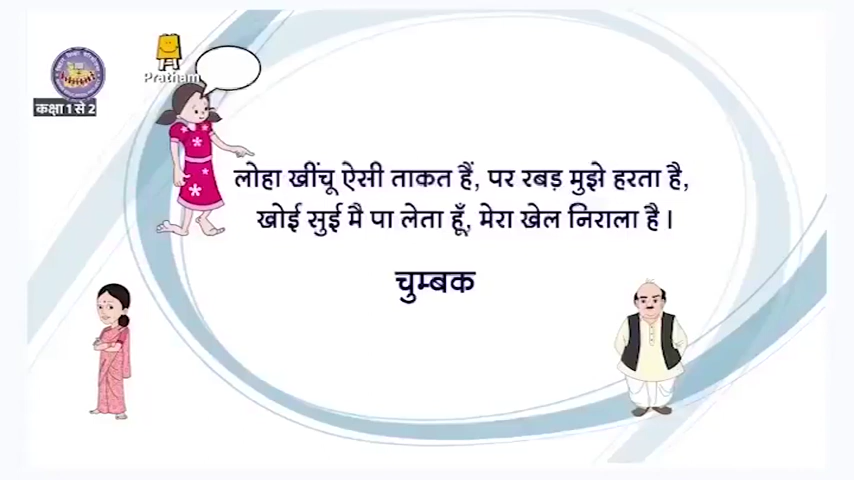 Pratham
कक्षा 1 से 2
लोहा खींचू ऐसी ताकत हैं, पर रबड़ मुझे हरता है,
खोई सुई मै पा लेता हूँ, मेरा खेल निराला है।
चुम्बक